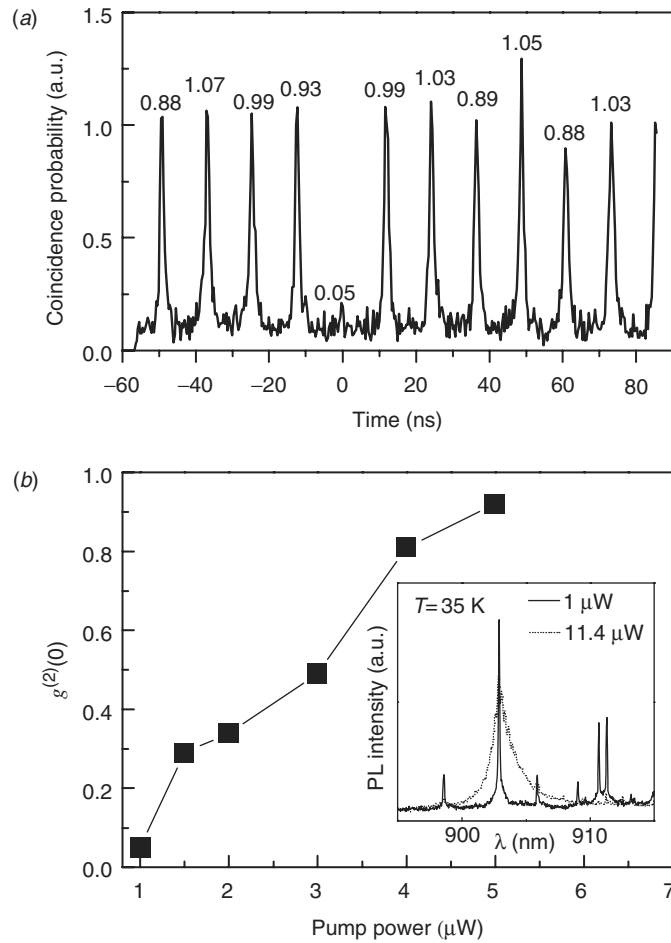 (a)
1.5
1.0
0.5
0.0
Coincidence probability (a.u.)
0.88
1.07
0.99
0.93
0.05
0.99
1.03
0.89
1.05
0.88
1.03
−60 −40 −20 0 20 40 60 80
Time (ns)
(b)
1.0
0.8
0.6
0.4
0.2
0.0
g(2)(0)
T= 35 K
1 μW
11.4 μW
PL intensity (a.u.)
900 910
λ (nm)
1 2 3 4 5 6 7
Pump power (μW)